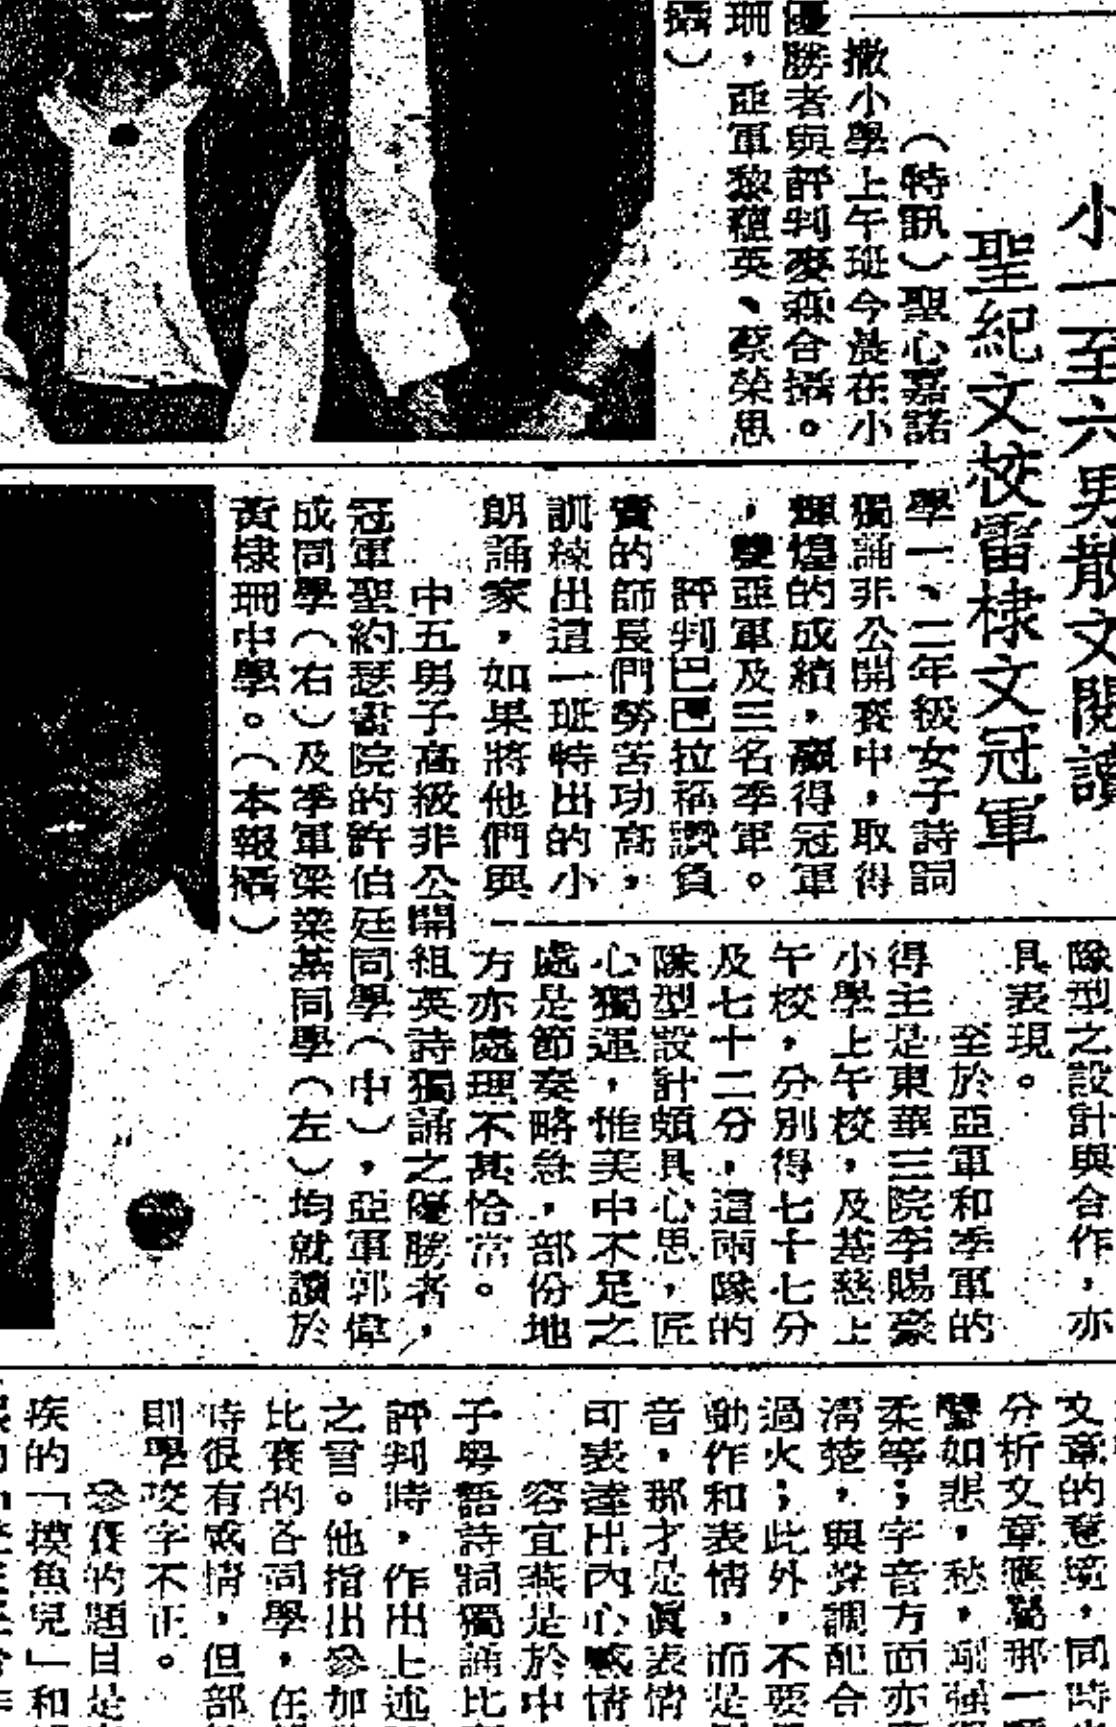 小一至六男散文閱讀
聖紀文校雷棣文冠軍
（特訊）聖心嘉諾
撒小學上午班今晨在小
學一、二年級女子詩詞
獨誦非公開賽中，取得
輝煌的成績，贏得冠軍
，雙亞軍及三名季軍。
評判巴巴拉稱讚負
責的師長們勞苦功高，
訓練出這一班特出的小
朗誦家，如果將他們與
優勝者與評判麥森合攝。
珊，亞軍黎穗英、蔡榮思
攝）
中五男子高級非公開組英詩獨誦之優勝者，
冠軍聖約瑟書院的許伯廷同學（中），亞軍郭偉
成同學（右）及季軍梁業基同學（左）均就讀於
黃棣珊中學。（本報攝）
隊型之設計與合作，亦
具表現。
至於亞軍和季軍的
得主是東華三院李賜豪
小學上午校，及基慈上
午校，分別得七十七分
及七十二分，這兩隊的
隊型設計頗具心思，匠
心獨運，惟美中不足之
處是節奏略急，部份地
方亦處理不甚恰當。
文章的意境，同時
分析文章應屬那一
譬如悲，愁，剛強
柔等；字音方面亦
清楚，與聲調配合
過火；此外，不要
動作和表情，而是
音，那才是眞表情
可表達出內心感情
容宜燕是於中
子粤語詩詞獨誦比
評判時，作出上述
之言。他指出參加
比賽的各同學，在
時很有感情，但部
則學咬字不正。
參賽的題目是
疾的「摸魚兒」和